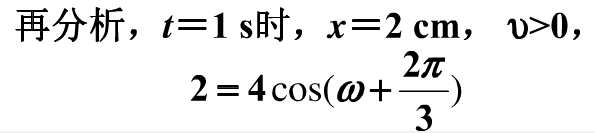 再分析，t＝1 s时，x＝2 cm， υ>0，
2 = 4cos(ω+2π/3)